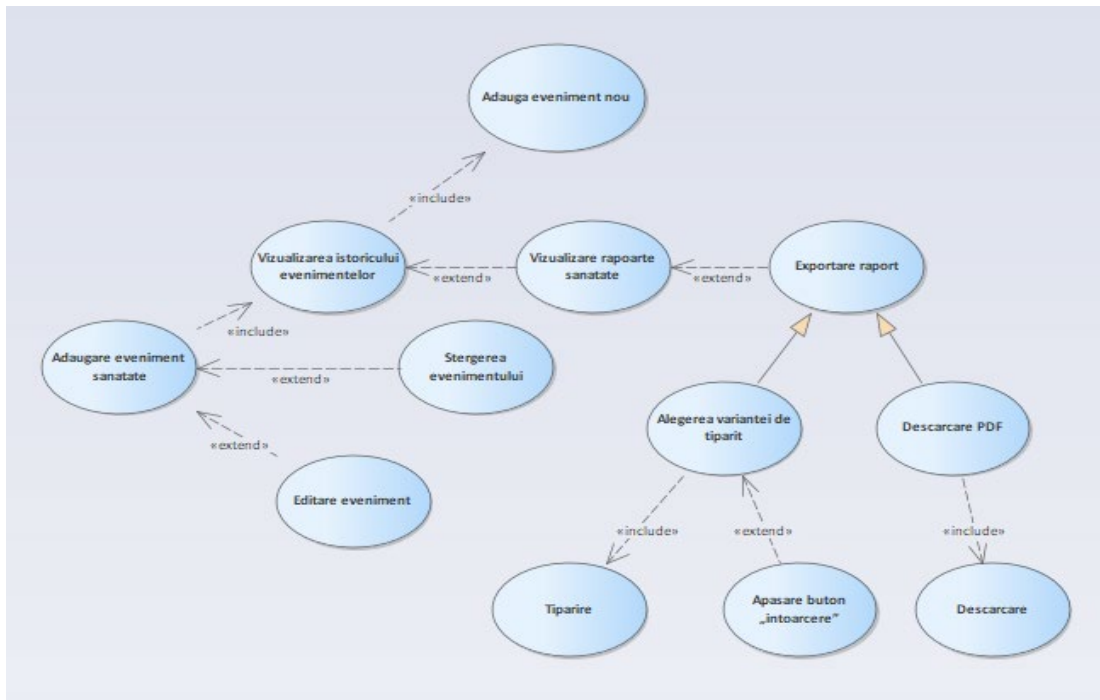 Adauga eveniment nou
«include»
Vizualizarea istoricului
evenimentelor
«extend»
Vizualizare rapoarte
sanatate
«extend»
Exportare raport
«include»
Adaugare eveniment
sanatate
«extend»
Stergerea
evenimentului
«extend»
Editare eveniment
Alegerea variantei de
tiparit
Descarcare PDF
«include»
«extend»
«include»
Tiparire
Apasare buton
„intoarcere”
Descarcare